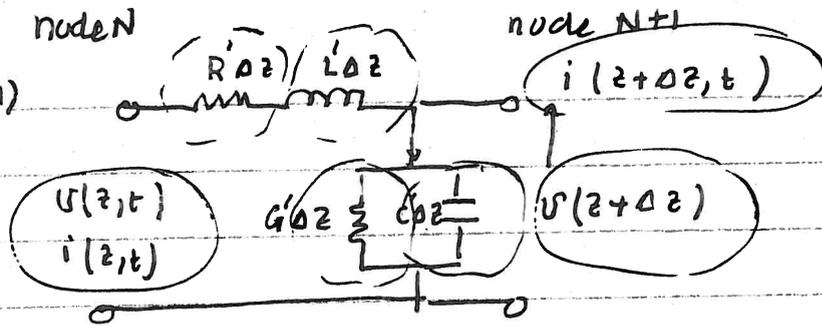 node N
node N+1
R'Δz
L'Δz
i(z+Δz, t)
v(z,t)
i(z,t)
G'Δz
C'Δz
v(z+Δz)